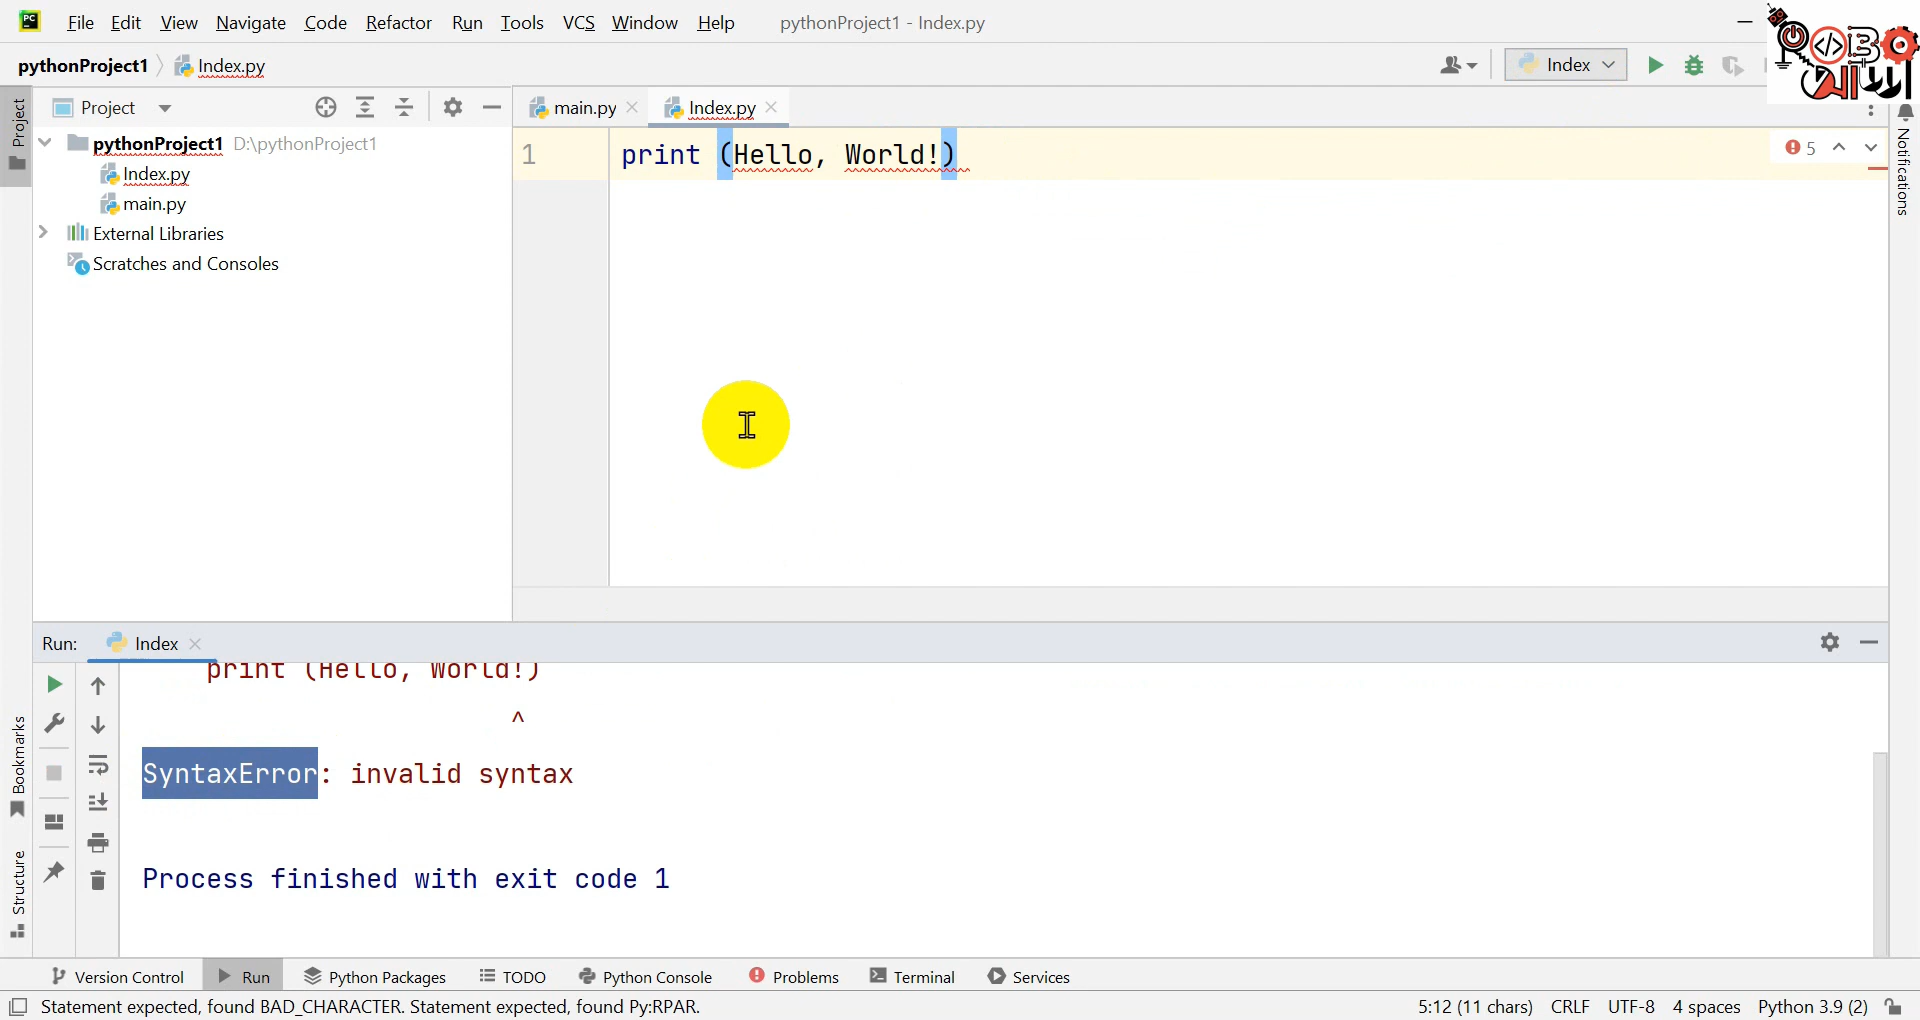 PC File Edit View Navigate Code Refactor Run Tools VCS Window Help pythonProject1 - Index.py
pythonProject1 Index.py Index
Project
Project
main.py Index.py
pythonProject1 D:\pythonProject1
Index.py
main.py
External Libraries
Scratches and Consoles
1 print (Hello, World!)
5
Notifications
Run: Index
print (Hello, World!)
^
SyntaxError: invalid syntax
Process finished with exit code 1
Bookmarks
Structure
Version Control Run Python Packages TODO Python Console Problems Terminal Services
Statement expected, found BAD_CHARACTER. Statement expected, found Py:RPAR. 5:12 (11 chars) CRLF UTF-8 4 spaces Python 3.9 (2)